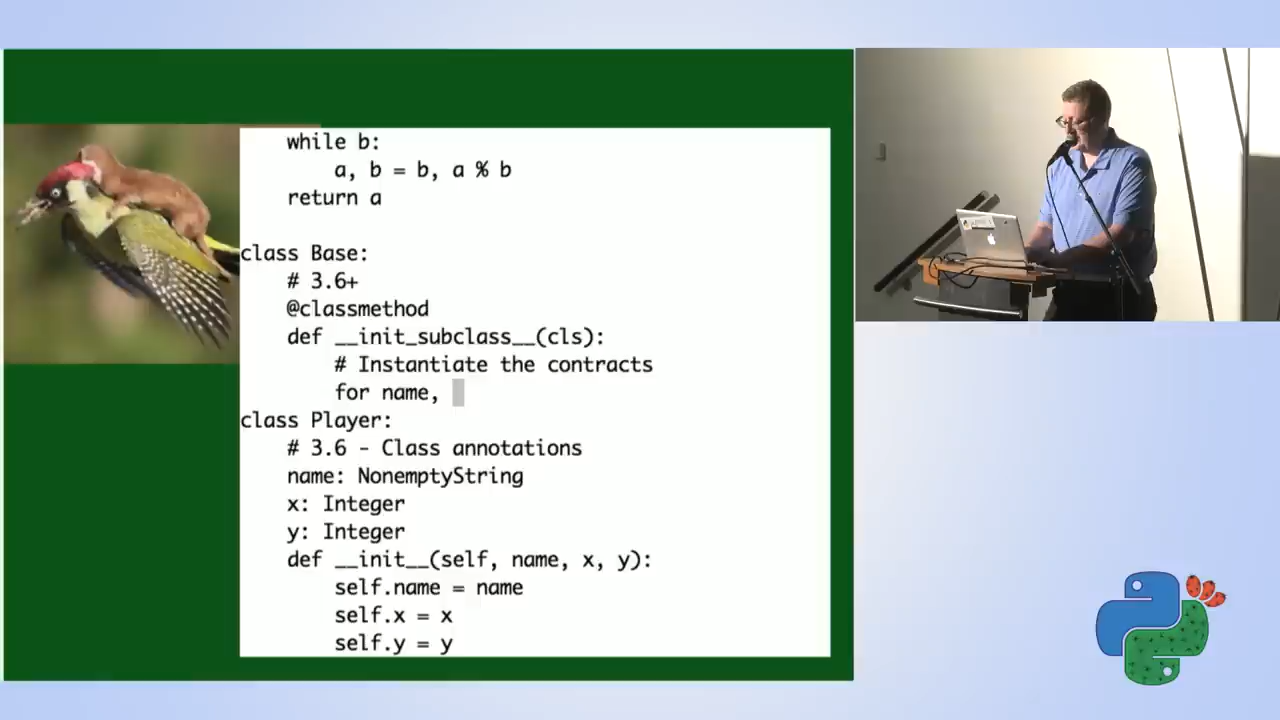 while b:
        a, b = b, a % b
    return a

class Base:
    # 3.6+
    @classmethod
    def __init_subclass__(cls):
        # Instantiate the contracts
        for name,
class Player:
    # 3.6 - Class annotations
    name: NonemptyString
    x: Integer
    y: Integer
    def __init__(self, name, x, y):
        self.name = name
        self.x = x
        self.y = y